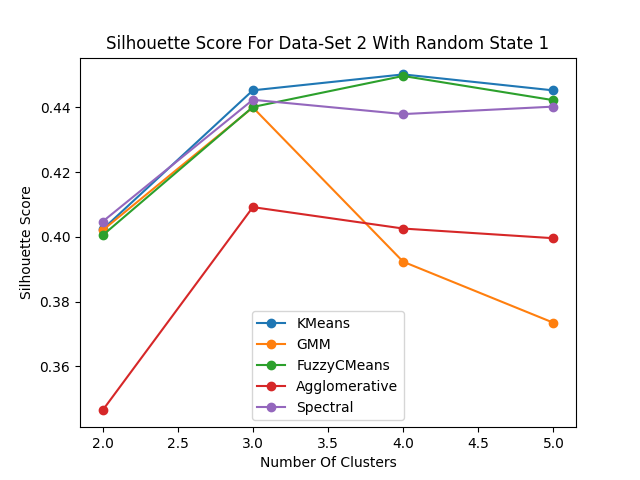 Silhouette Score For Data-Set 2 With Random State 1
Silhouette Score
0.44
0.42
0.40
0.38
0.36
KMeans
GMM
FuzzyCMeans
Agglomerative
Spectral
2.0 2.5 3.0 3.5 4.0 4.5 5.0
Number Of Clusters